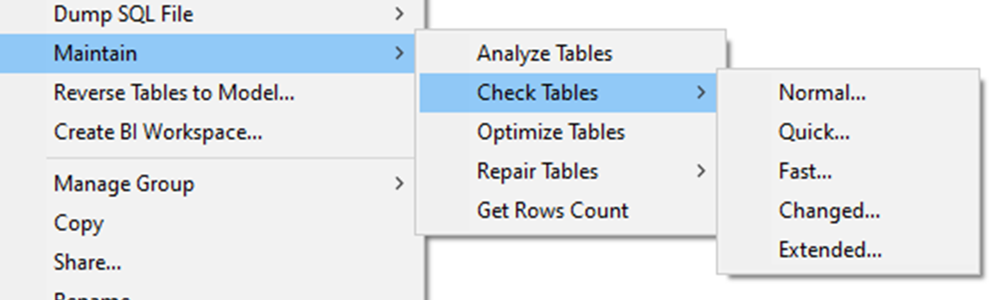 Dump SQL File
Maintain
Reverse Tables to Model...
Create BI Workspace...
Manage Group
Copy
Share...
Rename
Analyze Tables
Check Tables
Optimize Tables
Repair Tables
Get Rows Count
Normal...
Quick...
Fast...
Changed...
Extended...